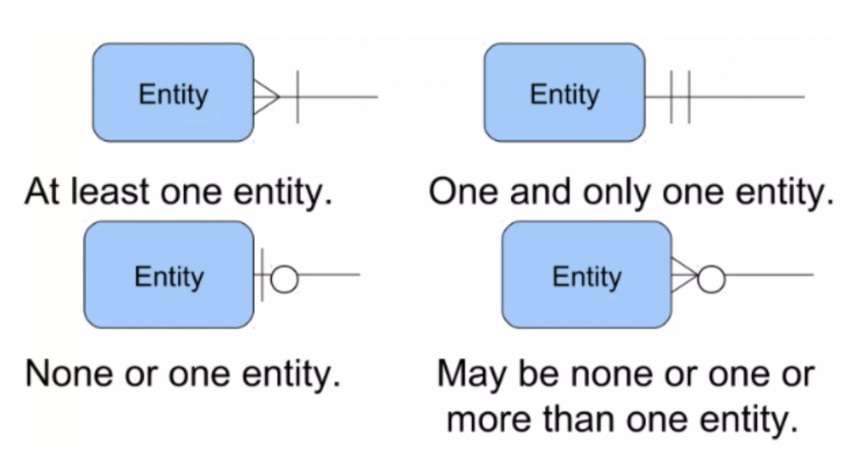 Entity
Entity
At least one entity.
One and only one entity.
Entity
Entity
None or one entity.
May be none or one or
more than one entity.